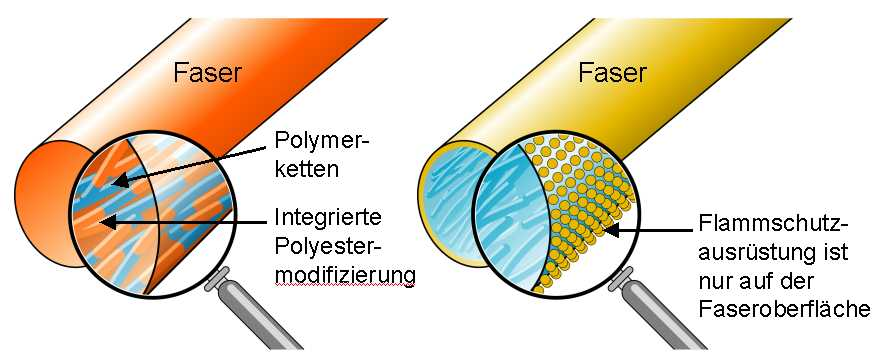 Faser
Polymer-
ketten
Integrierte
Polyester-
modifizierung
Faser
Flammschutz-
ausrüstung ist
nur auf der
Faseroberfläche